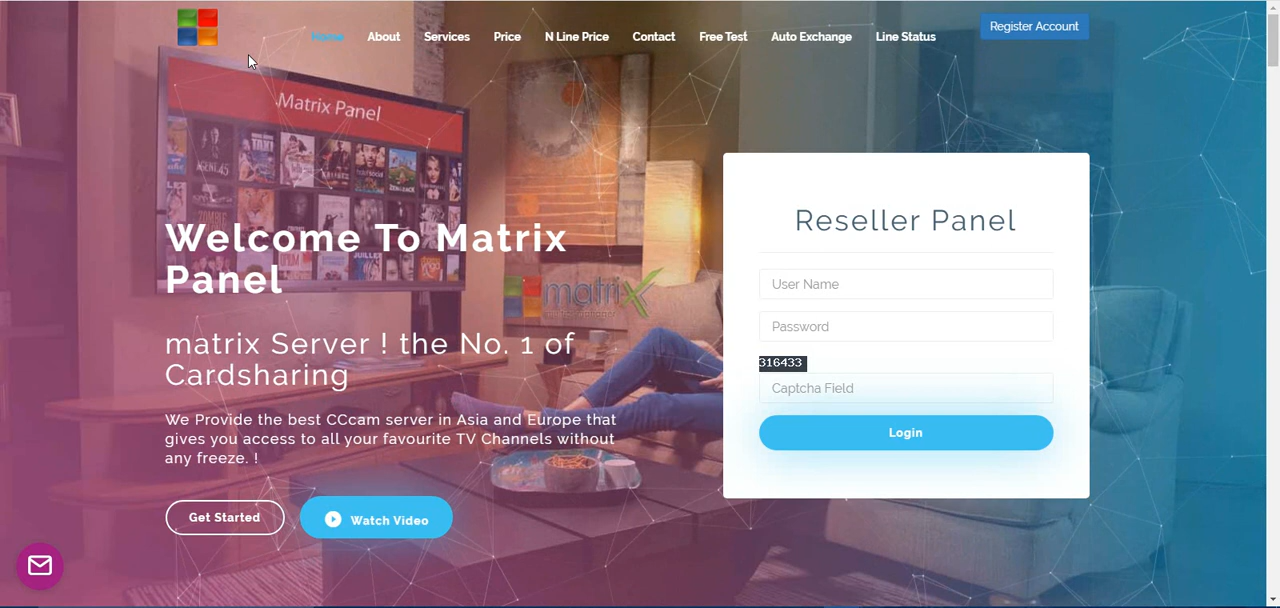 Home
About
Services
Price
N Line Price
Contact
Free Test
Auto Exchange
Line Status
Register Account
Matrix Panel
Welcome To Matrix
Panel
matrix
matrix Server ! the No. 1 of
Cardsharing
We Provide the best CCcam server in Asia and Europe that
gives you access to all your favourite TV Channels without
any freeze. !
Get Started
Watch Video
Reseller Panel
User Name
Password
316433
Captcha Field
Login